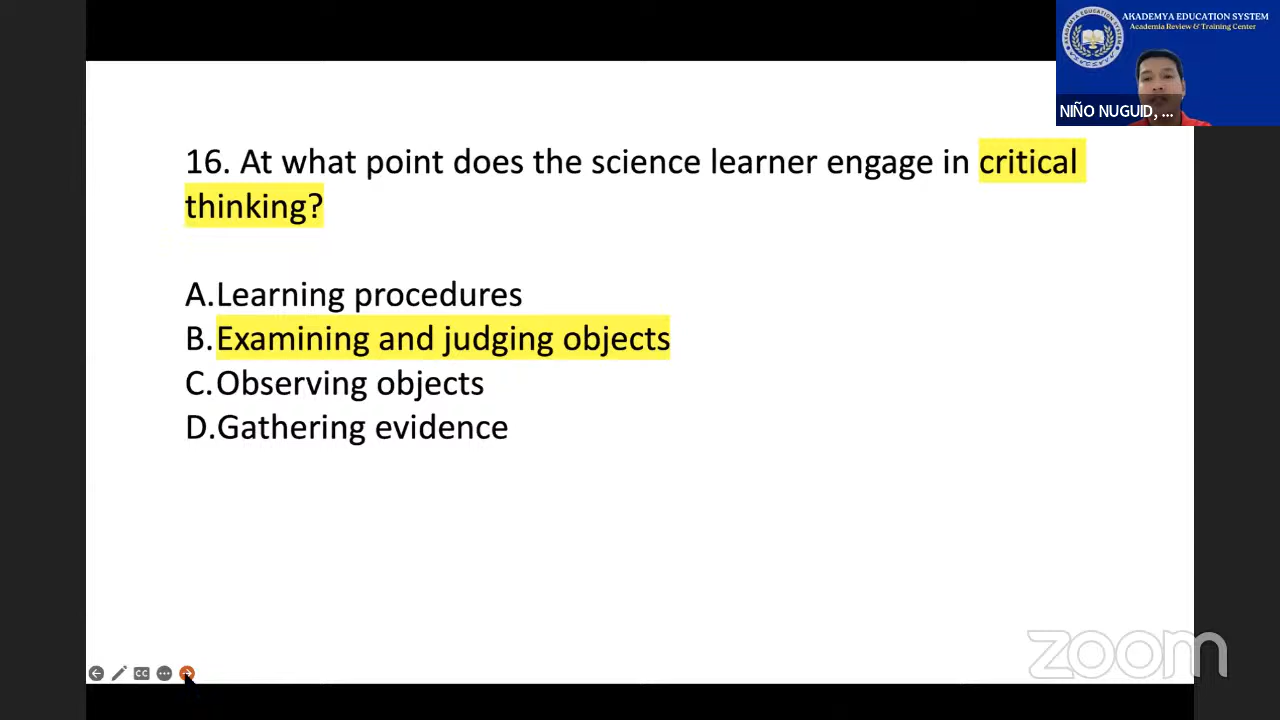 AKADEMYA EDUCATION SYSTEM
Academia Review & Training Center
NIÑO NUGUID, ...
16. At what point does the science learner engage in critical
thinking?
A.Learning procedures
B.Examining and judging objects
C.Observing objects
D.Gathering evidence
CC
zoom